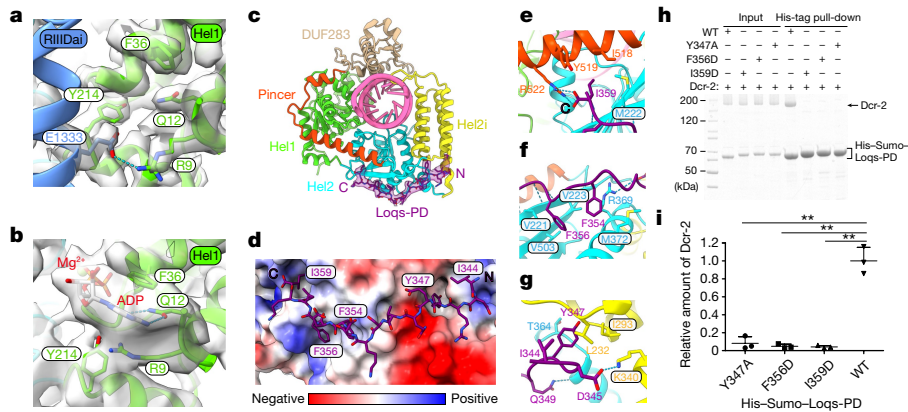 a
RIIIDai
F36
Hel1
Y214
E1333
Q12
R9
b
Mg²⁺
F36
Hel1
ADP
Q12
Y214
R9
c
DUF283
Pincer
Hel1
Hel2i
Hel2
C
N
Loqs-PD
d
C
I359
Y347
I344
N
F354
F356
Negative
Positive
e
Y519
I518
R522
I359
C
M222
f
V223
R369
V221
F354
F356
V503
M372
g
Y347
T364
I293
I344
L232
K340
Q349
D345
h
Input
His-tag pull-down
WT + +
Y347A + +
F356D + +
I359D + +
Dcr-2: + + + + + + + +
200
Dcr-2
120
70
His–Sumo–
Loqs-PD
50
(kDa)
i
**
**
**
Relative amount of Dcr-2
1.2
1.0
0.8
0.6
0.4
0.2
0
Y347A
F356D
I359D
WT
His–Sumo–Loqs-PD